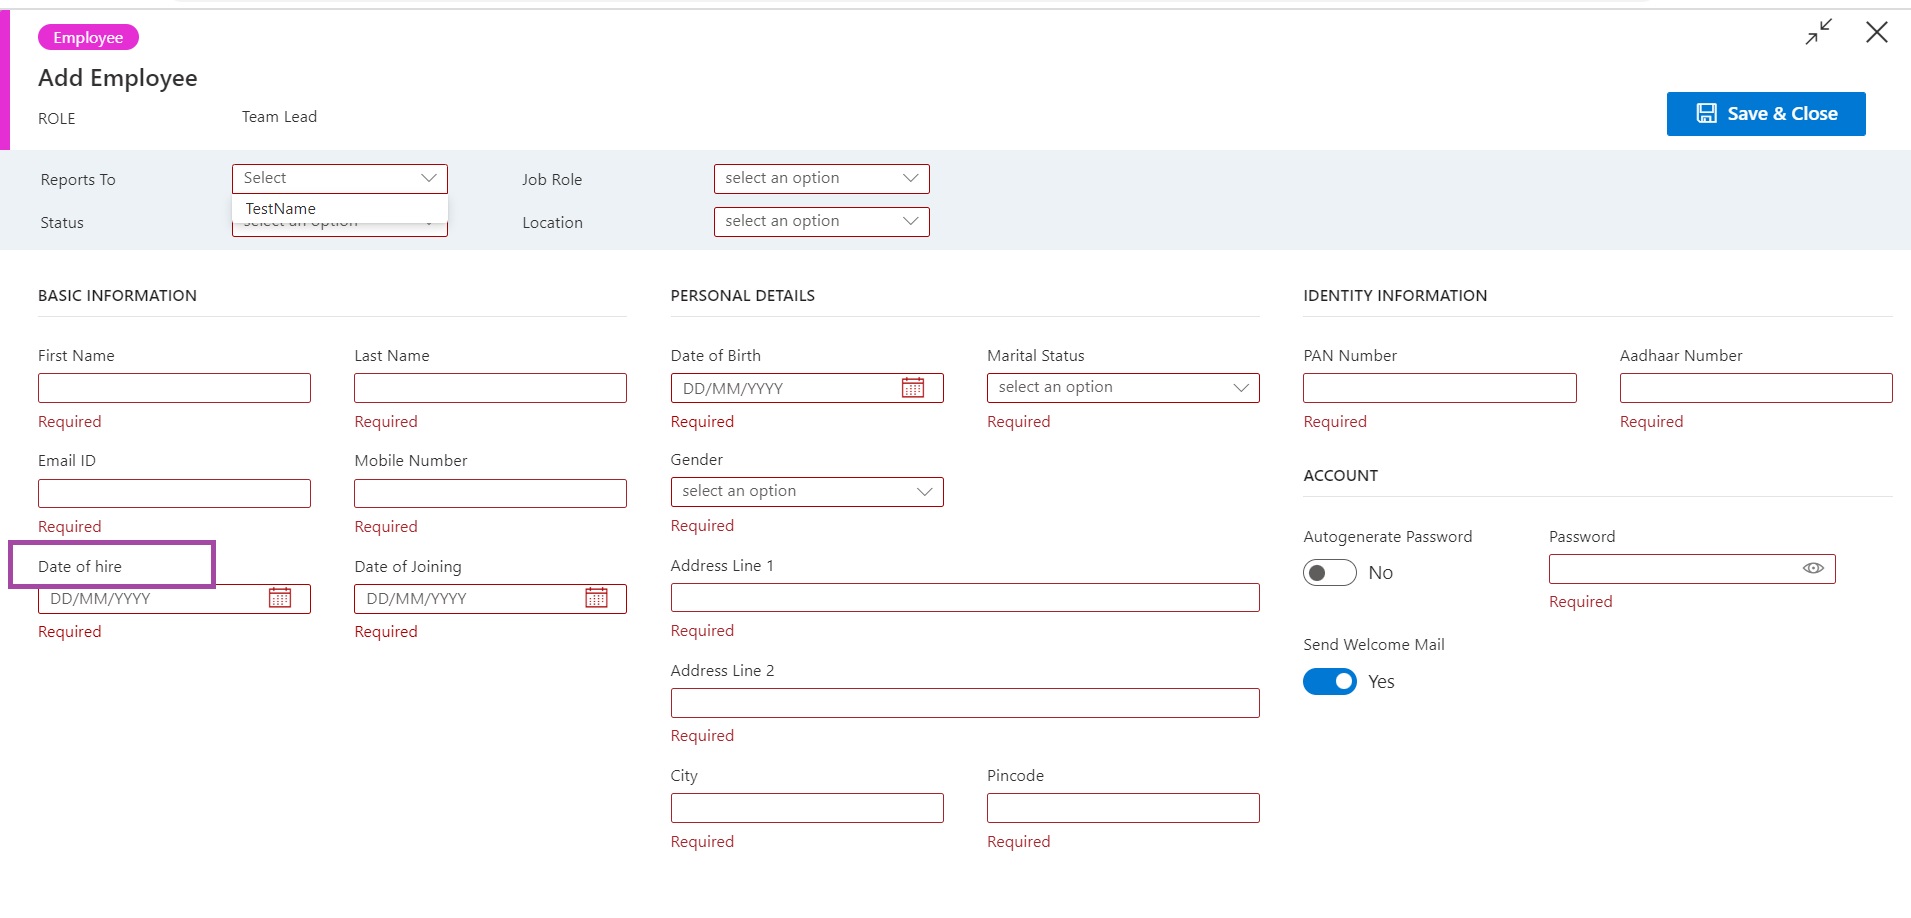 Employee
Add Employee
ROLE Team Lead
Save & Close
Reports To Select Job Role select an option
TestName
Status select an option Location select an option
BASIC INFORMATION
First Name Last Name
Required Required
Email ID Mobile Number
Required Required
Date of hire Date of Joining
DD/MM/YYYY DD/MM/YYYY
Required Required
PERSONAL DETAILS
Date of Birth Marital Status
DD/MM/YYYY select an option
Required Required
Gender
select an option
Required
Address Line 1
Required
Address Line 2
Required
City Pincode
Required Required
IDENTITY INFORMATION
PAN Number Aadhaar Number
Required Required
ACCOUNT
Autogenerate Password Password
No
Required
Send Welcome Mail
Yes